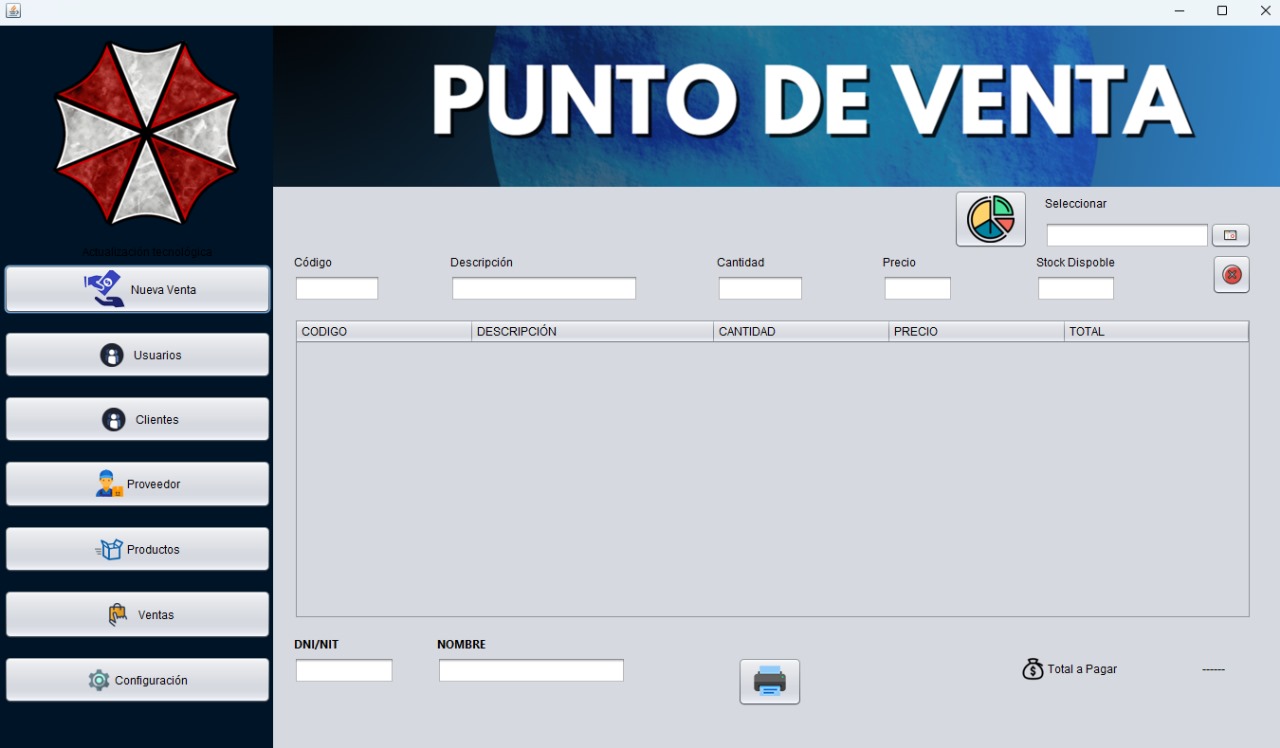 PUNTO DE VENTA
Actualización tecnológica
Nueva Venta
Usuarios
Clientes
Proveedor
Productos
Ventas
Configuración
Seleccionar
Código Descripción Cantidad Precio Stock Dispoble
CODIGO DESCRIPCIÓN CANTIDAD PRECIO TOTAL
DNI/NIT NOMBRE
Total a Pagar ------